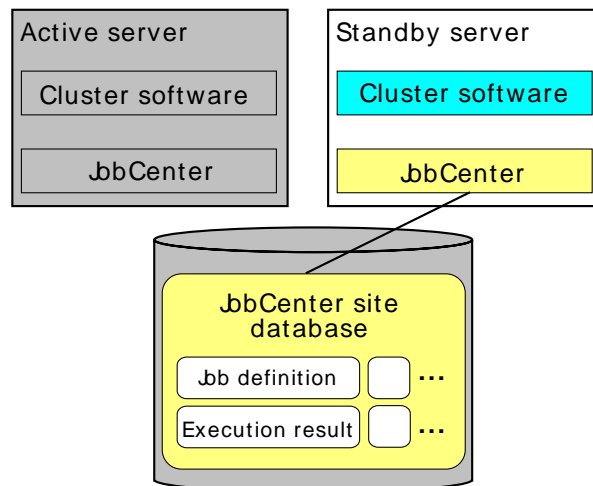 Active server
Standby server
Cluster software
Cluster software
JobCenter
JobCenter
JobCenter site
database
Job definition
...
Execution result
...